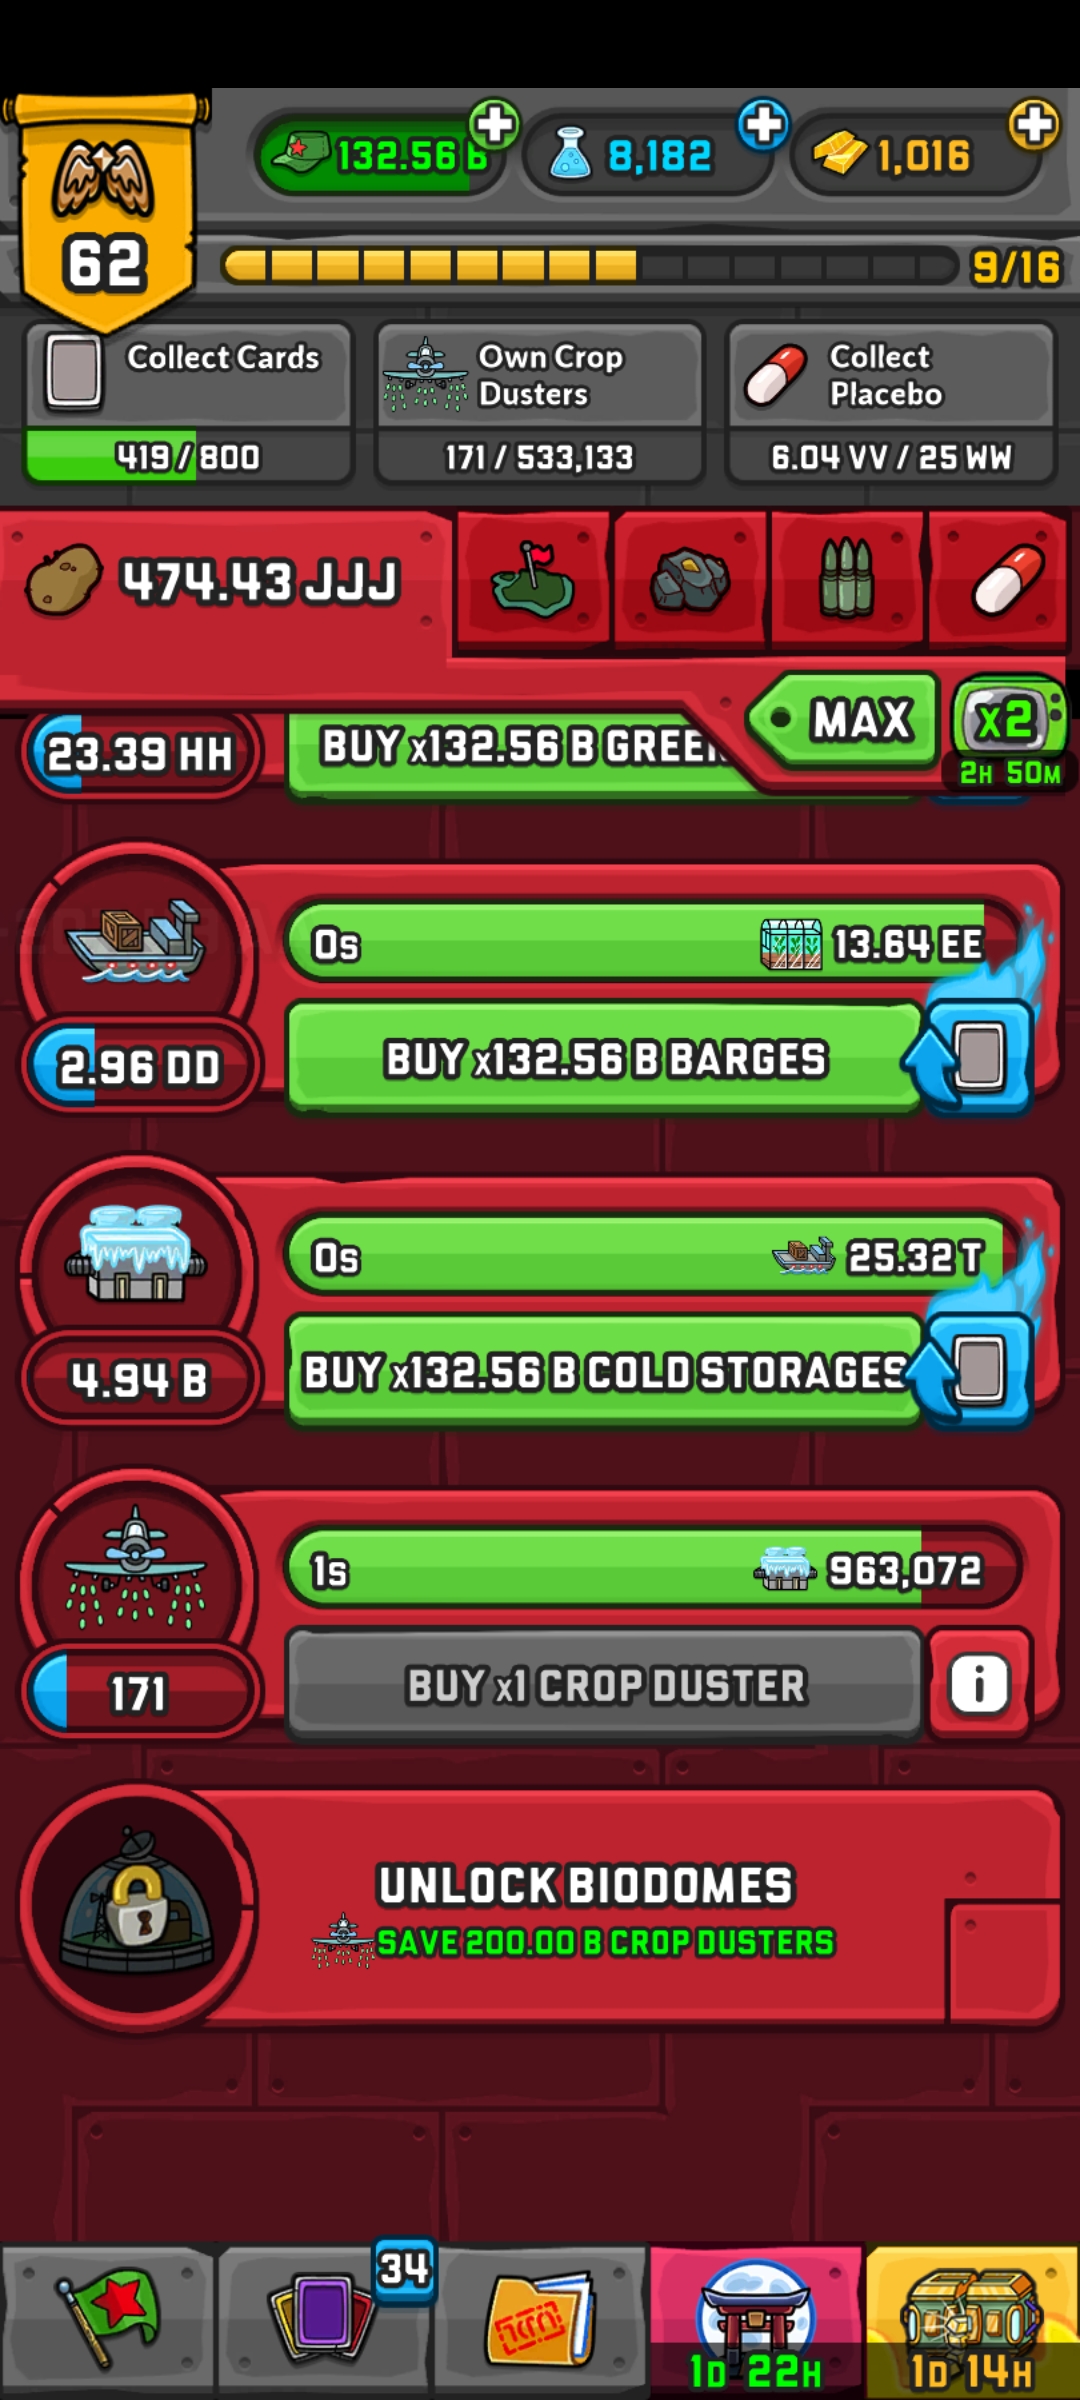 132.56 B
8,182
1,016
62
9/16
Collect Cards
419 / 800
Own Crop
Dusters
171 / 533,133
Collect
Placebo
6.04 VV / 25 WW
474.43 JJJ
MAX
x2
2H 50M
23.39 HH
BUY x132.56 B
0s
13.64 EE
2.96 DD
BUY x132.56 B BARGES
0s
25.32 T
4.94 B
BUY x132.56 B COLD STORAGES
1s
963,072
171
BUY x1 CROP DUSTER
i
UNLOCK BIODOMES
SAVE 200.00 B CROP DUSTERS
34
1D 22H
1D 14H